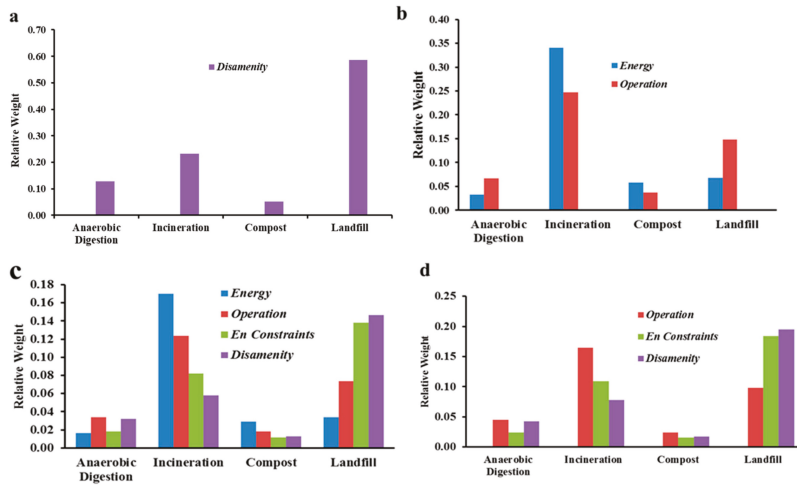 a
Relative Weight
0.70
0.60
0.50
0.40
0.30
0.20
0.10
0.00
Disamenity
Anaerobic
Digestion
Incineration
Compost
Landfill
b
Relative Weight
0.40
0.35
0.30
0.25
0.20
0.15
0.10
0.05
0.00
Energy
Operation
Anaerobic
Digestion
Incineration
Compost
Landfill
c
Relative Weight
0.18
0.16
0.14
0.12
0.10
0.08
0.06
0.04
0.02
0.00
Energy
Operation
En Constraints
Disamenity
Anaerobic
Digestion
Incineration
Compost
Landfill
d
Relative Weight
0.25
0.20
0.15
0.10
0.05
0.00
Operation
En Constraints
Disamenity
Anaerobic
Digestion
Incineration
Compost
Landfill